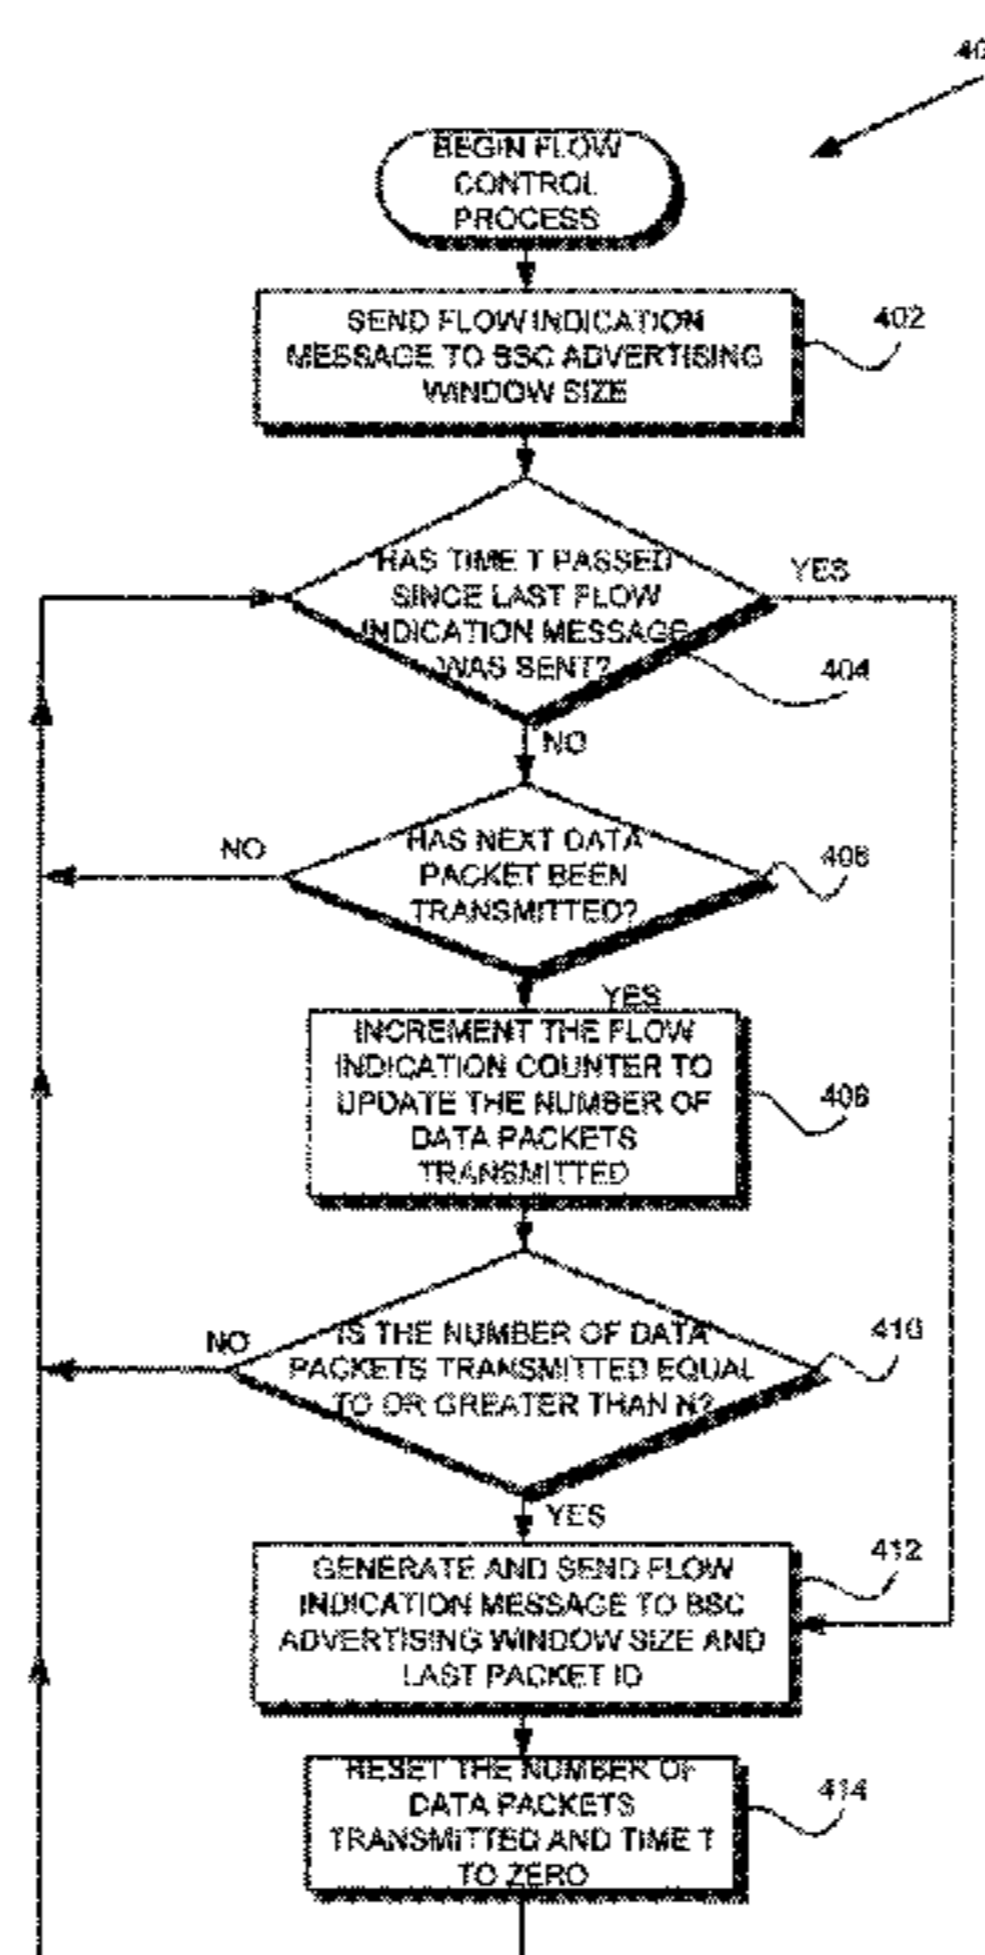 BEGIN FLOW
CONTROL
PROCESS
SEND FLOW INDICATION
MESSAGE TO BSC ADVERTISING
WINDOW SIZE
402
HAS TIME T PASSED
SINCE LAST FLOW
INDICATION MESSAGE
WAS SENT?
YES
404
NO
HAS NEXT DATA
PACKET BEEN
TRANSMITTED?
NO
YES
INCREMENT THE FLOW
INDICATION COUNTER TO
UPDATE THE NUMBER OF
DATA PACKETS
TRANSMITTED
IS THE NUMBER OF DATA
PACKETS TRANSMITTED EQUAL
TO OR GREATER THAN N?
NO
410
YES
GENERATE AND SEND FLOW
INDICATION MESSAGE TO BSC
ADVERTISING WINDOW SIZE AND
LAST PACKET ID
412
RESET THE NUMBER OF
DATA PACKETS
TRANSMITTED AND TIME T
TO ZERO
414